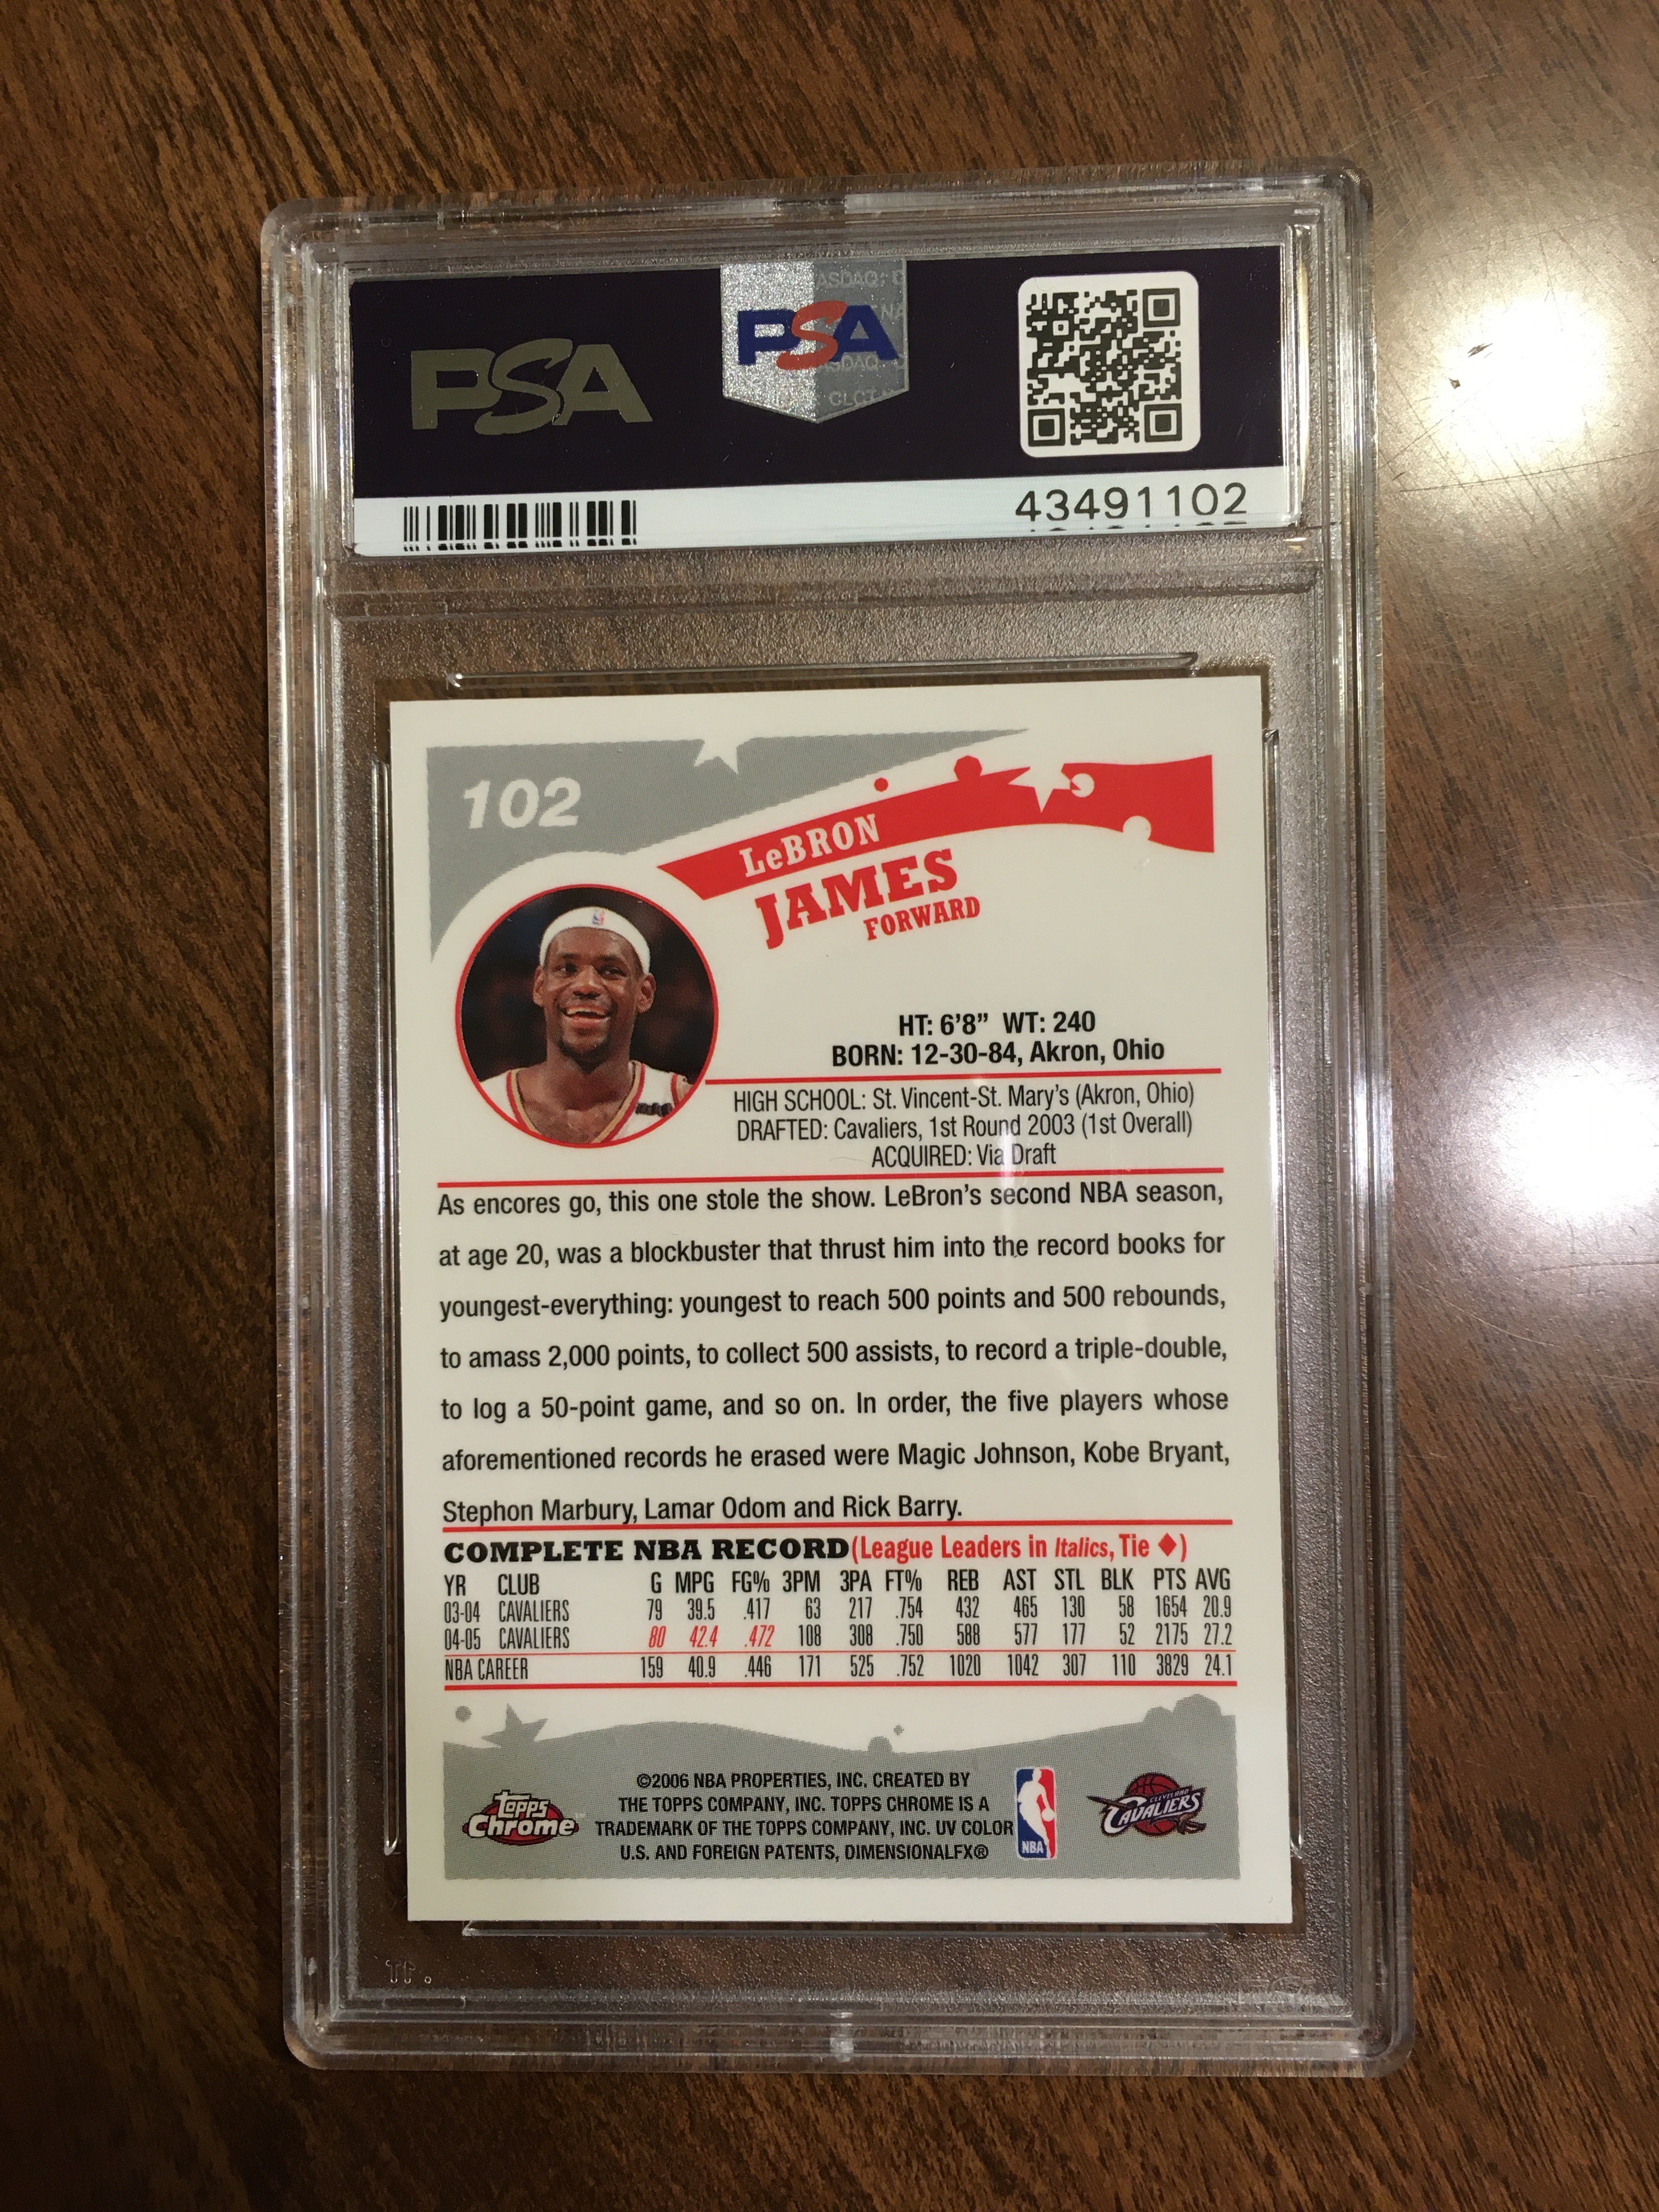 PSA
PSA
43491102
102
LeBRON
JAMES
FORWARD
HT: 6'8" WT: 240
BORN: 12-30-84, Akron, Ohio
HIGH SCHOOL: St. Vincent-St. Mary's (Akron, Ohio)
DRAFTED: Cavaliers, 1st Round 2003 (1st Overall)
ACQUIRED: Via Draft
As encores go, this one stole the show. LeBron's second NBA season,
at age 20, was a blockbuster that thrust him into the record books for
youngest-everything: youngest to reach 500 points and 500 rebounds,
to amass 2,000 points, to collect 500 assists, to record a triple-double,
to log a 50-point game, and so on. In order, the five players whose
aforementioned records he erased were Magic Johnson, Kobe Bryant,
Stephon Marbury, Lamar Odom and Rick Barry.
COMPLETE NBA RECORD (League Leaders in Italics, Tie ♦)
YR CLUB G MPG FG% 3PM 3PA FT% REB AST STL BLK PTS AVG
03-04 CAVALIERS 79 39.5 .417 63 217 .754 432 465 130 58 1654 20.9
04-05 CAVALIERS 80 42.4 .472 108 308 .750 588 577 177 52 2175 27.2
NBA CAREER 159 40.9 .446 171 525 .752 1020 1042 307 110 3829 24.1
Topps
Chrome
©2006 NBA PROPERTIES, INC. CREATED BY
THE TOPPS COMPANY, INC. TOPPS CHROME IS A
TRADEMARK OF THE TOPPS COMPANY, INC. UV COLOR
U.S. AND FOREIGN PATENTS, DIMENSIONALFX®
NBA
CLEVELAND
CAVALIERS